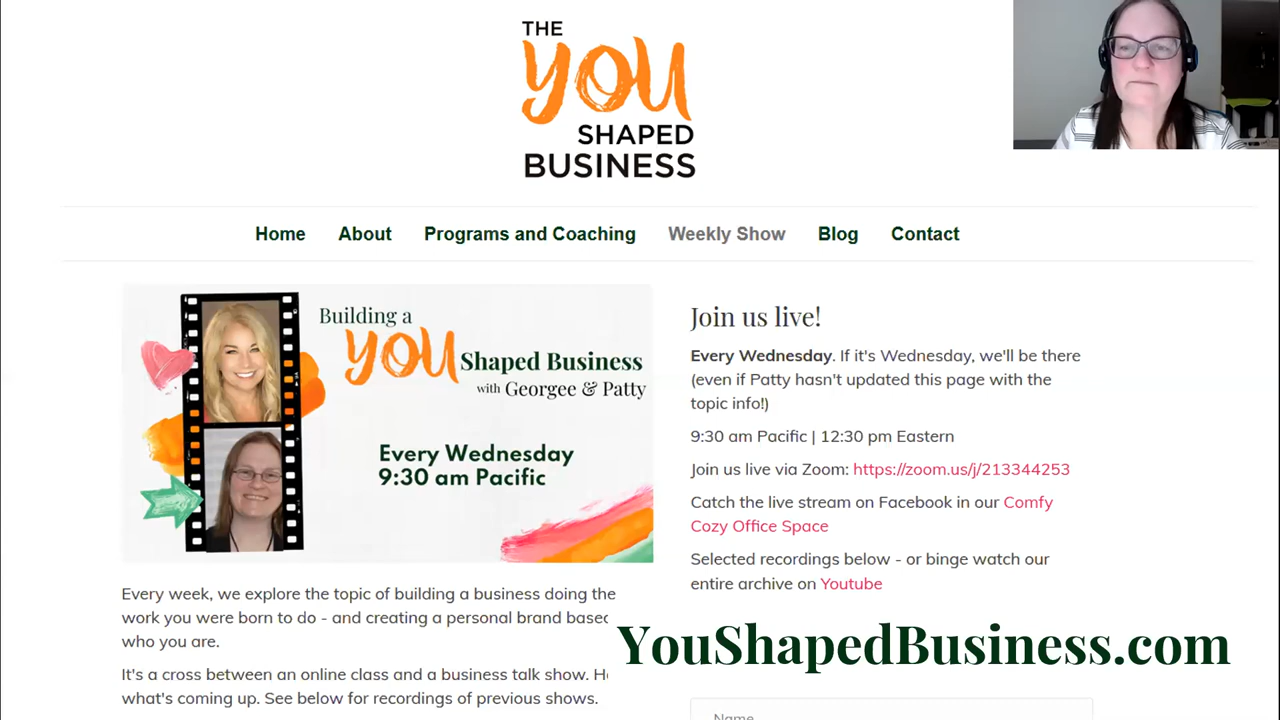 THE
YOU
SHAPED
BUSINESS
Home About Programs and Coaching Weekly Show Blog Contact
Building a
YOU Shaped Business
with Georgee & Patty
Every Wednesday
9:30 am Pacific
Every week, we explore the topic of building a business doing the
work you were born to do - and creating a personal brand based
who you are.
It's a cross between an online class and a business talk show.
what's coming up. See below for recordings of previous shows.
Join us live!
Every Wednesday. If it's Wednesday, we'll be there
(even if Patty hasn't updated this page with the
topic info!)
9:30 am Pacific | 12:30 pm Eastern
Join us live via Zoom: https://zoom.us/j/213344253
Catch the live stream on Facebook in our Comfy
Cozy Office Space
Selected recordings below - or binge watch our
entire archive on Youtube
YouShapedBusiness.com
Name